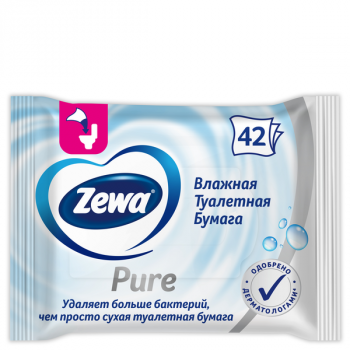 42
Zewa
Влажная
Туалетная
Бумага
Pure
Удаляет больше бактерий,
чем просто сухая туалетная бумага
ОДОБРЕНО
ДЕРМАТОЛОГАМИ*